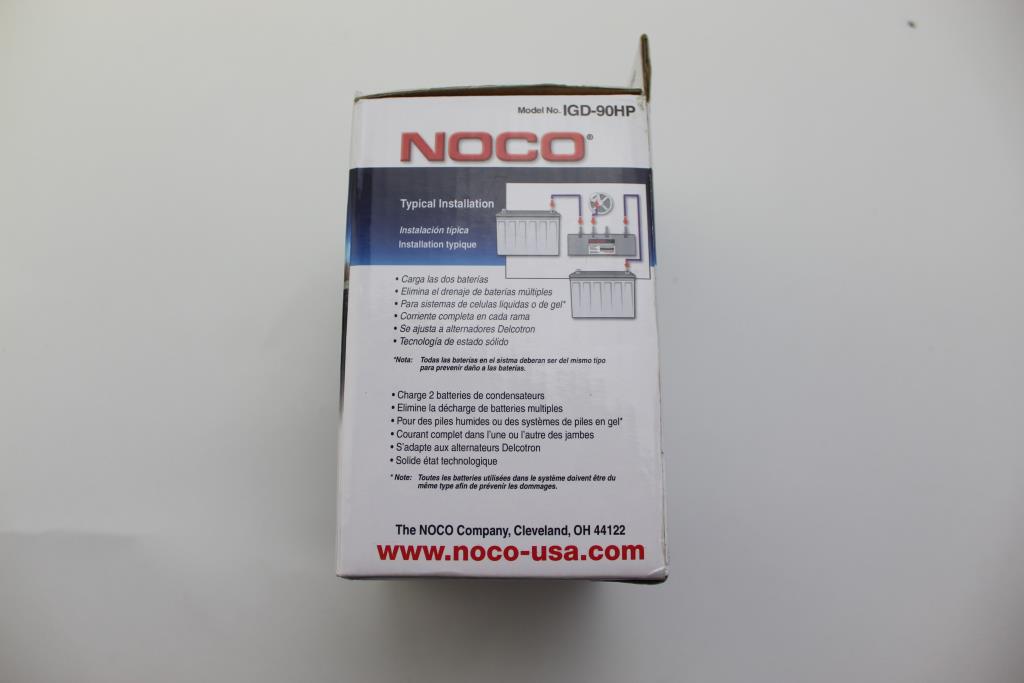 Model No. IGD-90HP
NOCO®
Typical Installation
Instalación típica
Installation typique
• Carga las dos baterías
• Elimina el drenaje de baterías múltiples
• Para sistemas de celulas liquidas o de gel*
• Corriente completa en cada rama
• Se ajusta a alternadores Delcotron
• Tecnología de estado sólido
*Nota: Todas las baterías en el sistma deberan ser del mismo tipo
para prevenir daño a las baterías.
• Charge 2 batteries de condensateurs
• Elimine la décharge de batteries multiples
• Pour des piles humides ou des systèmes de piles en gel*
• Courant complet dans l'une ou l'autre des jambes
• S'adapte aux alternateurs Delcotron
• Solide état technologique
* Note: Toutes les batteries utilisées dans le système doivent être du
même type afin de prévenir les dommages.
The NOCO Company, Cleveland, OH 44122
www.noco-usa.com